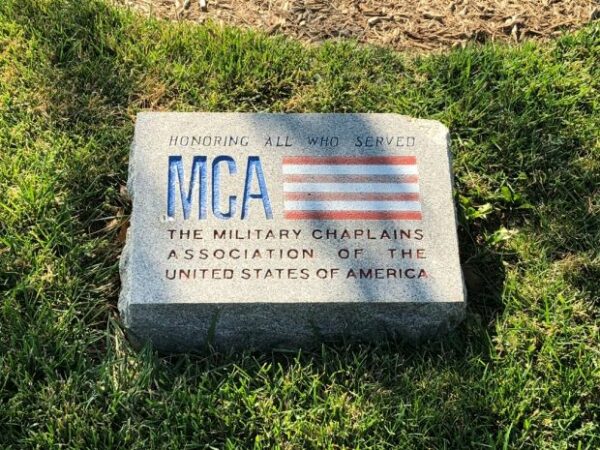 HONORING ALL WHO SERVED
MCA
THE MILITARY CHAPLAINS
ASSOCIATION OF THE
UNITED STATES OF AMERICA